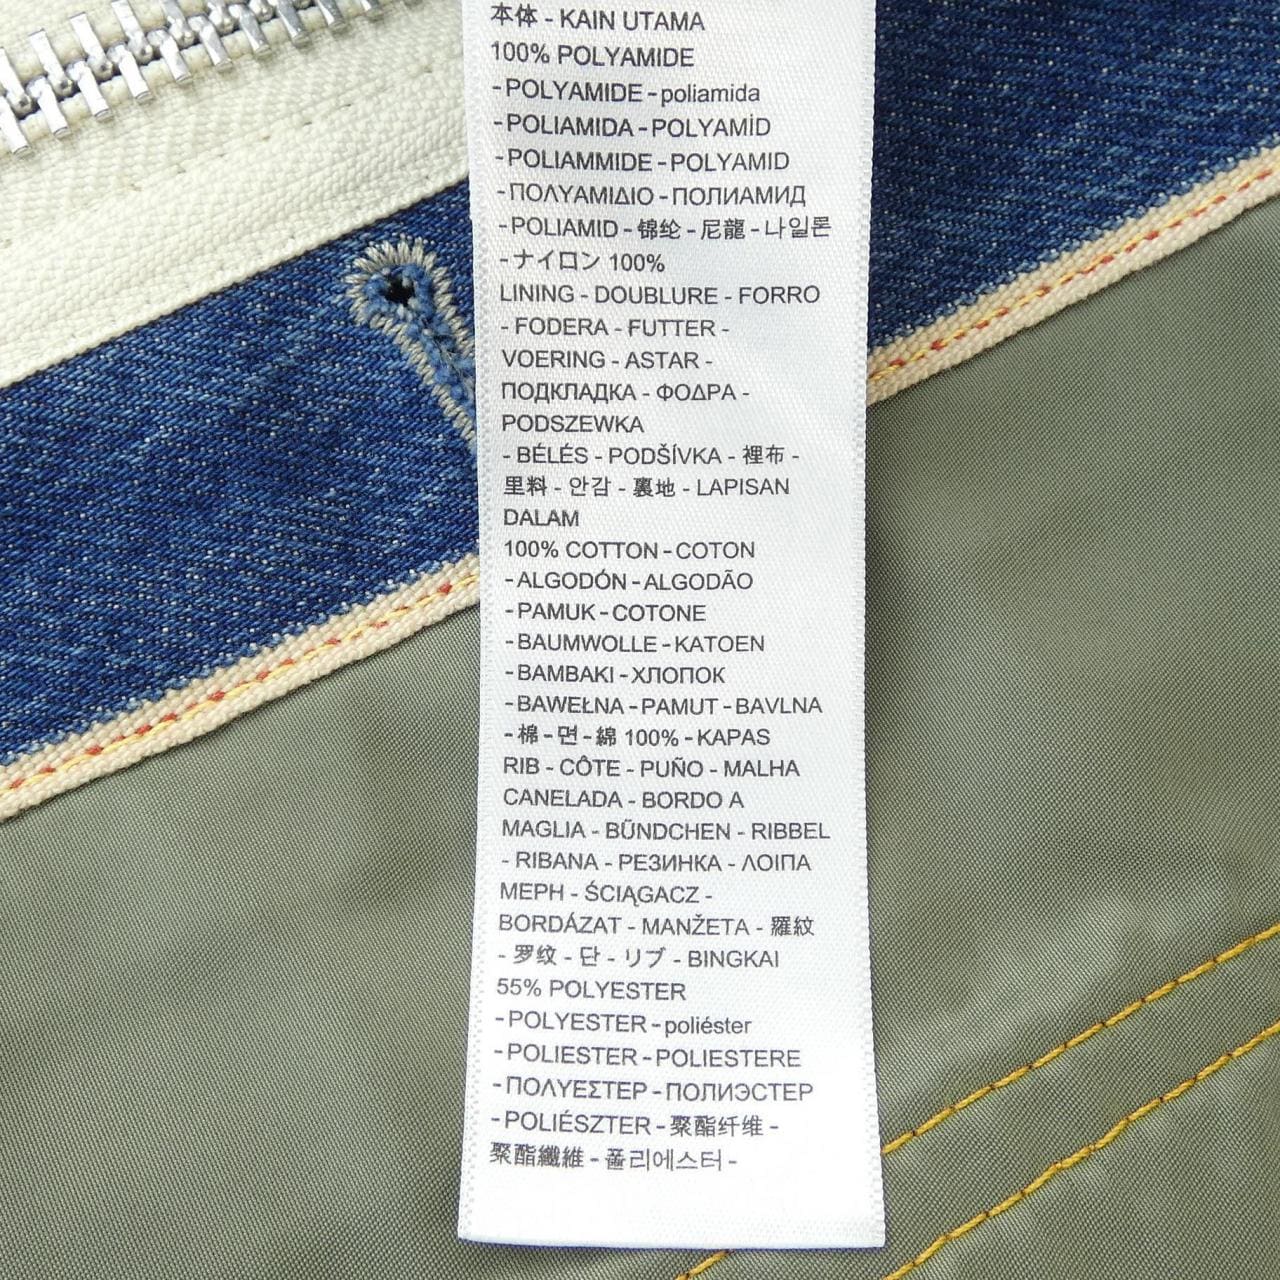 本体 - KAIN UTAMA
100% POLYAMIDE
- POLYAMIDE - poliamida
- POLIAMIDA - POLYAMİD
- POLIAMMIDE - POLYAMID
- ΠΟΛΥΑΜΙΔΙΟ - ПОЛИАМИД
- POLIAMID - 锦纶 - 尼龍 - 나일론
- ナイロン 100%
LINING - DOUBLURE - FORRO
- FODERA - FUTTER -
VOERING - ASTAR -
ПОДКЛАДКА - ΦΟΔΡΑ -
PODSZEWKA
- BÉLÉS - PODŠÍVKA - 裡布 -
里料 - 안감 - 裏地 - LAPISAN
DALAM
100% COTTON - COTON
- ALGODÓN - ALGODÃO
- PAMUK - COTONE
- BAUMWOLLE - KATOEN
- BAMBAKI - ХЛОПОК
- BAWEŁNA - PAMUT - BAVLNA
- 棉 - 면 - 綿 100% - KAPAS
RIB - CÔTE - PUÑO - MALHA
CANELADA - BORDO A
MAGLIA - BÜNDCHEN - RIBBEL
- RIBANA - РЕЗИНКА - ΛΟΙΠΑ
ΜΕΡΗ - ŚCIĄGACZ -
BORDÁZAT - MANŽETA - 羅紋
- 罗纹 - 단 - リブ - BINGKAI
55% POLYESTER
- POLYESTER - poliéster
- POLIESTER - POLIESTERE
- ΠΟΛΥΕΣΤΕΡ - ПОЛИЭСТЕР
- POLIÉSZTER - 聚酯纤维 -
聚酯纖維 - 폴리에스터 -